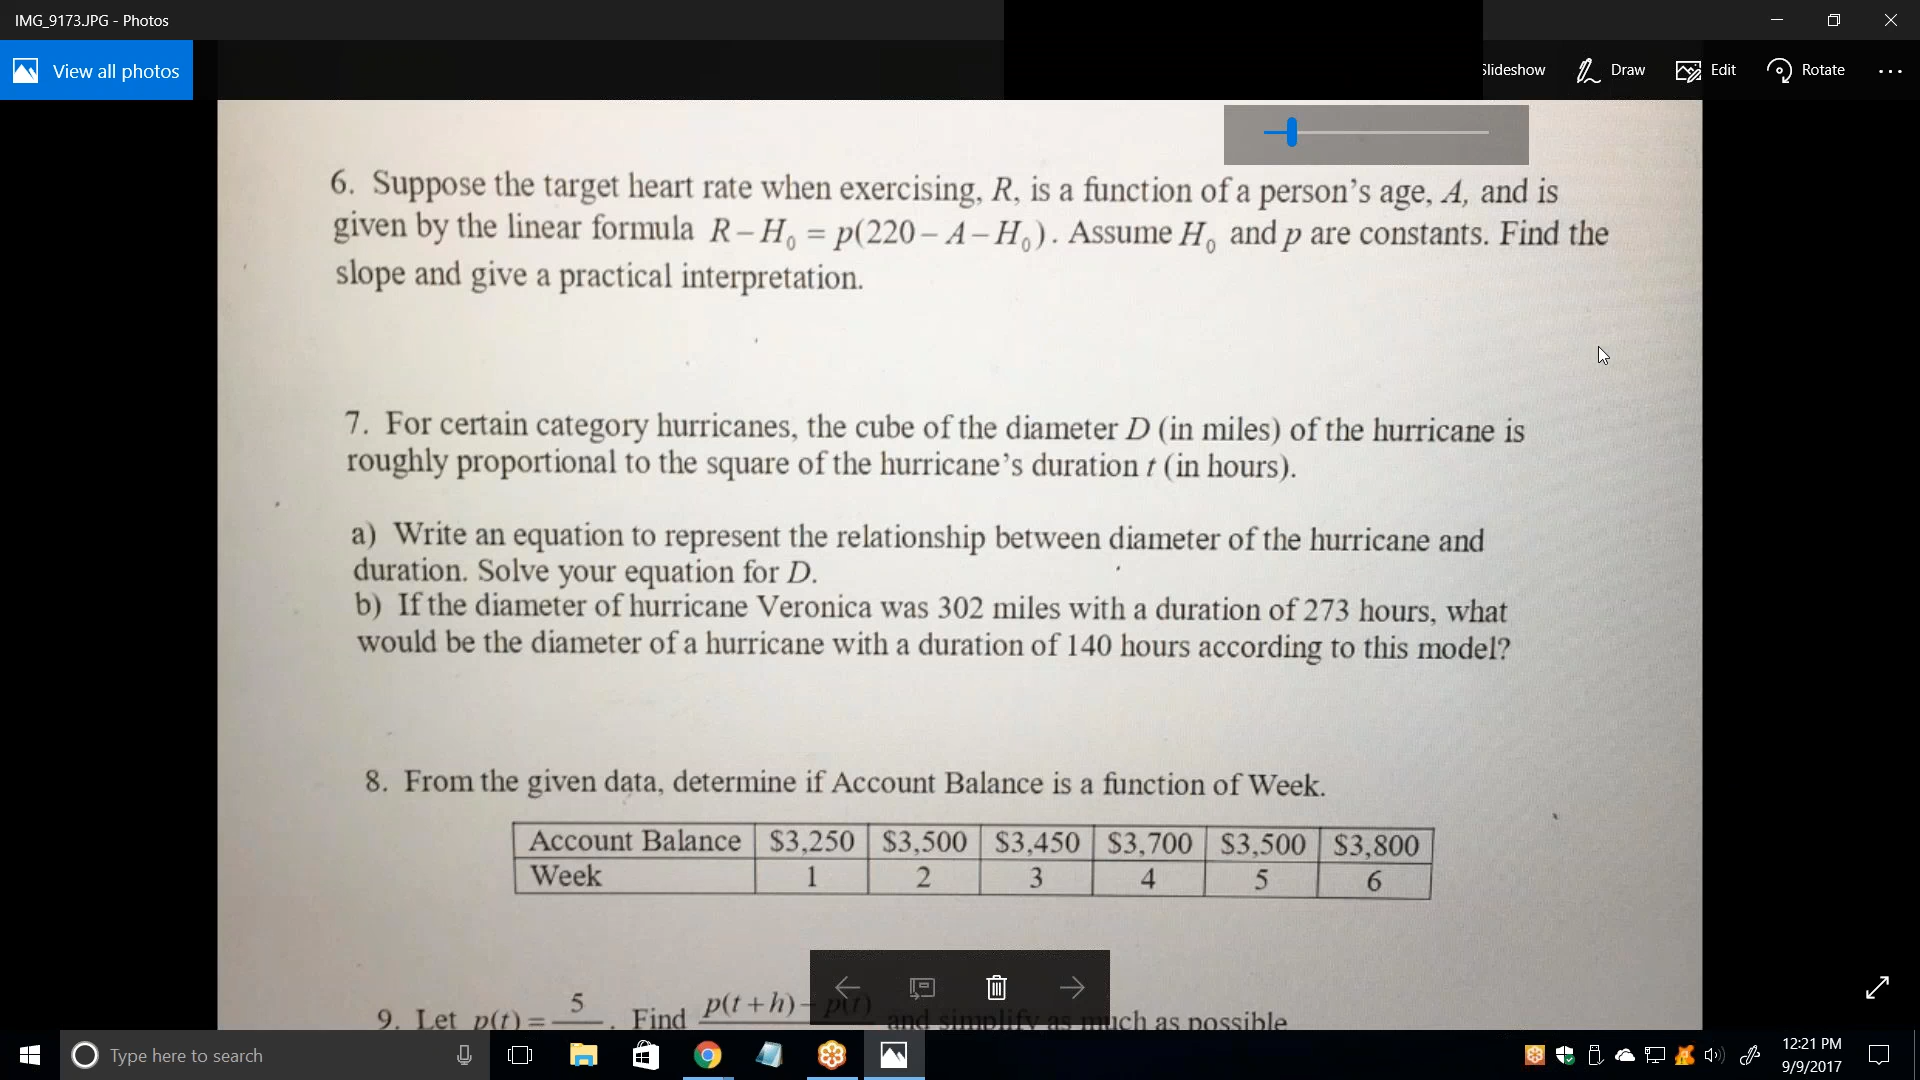 IMG_9173.JPG - Photos
View all photos
Slideshow Draw Edit Rotate
6. Suppose the target heart rate when exercising, R, is a function of a person's age, A, and is
given by the linear formula R – H₀ = p(220 – A – H₀). Assume H₀ and p are constants. Find the
slope and give a practical interpretation.
7. For certain category hurricanes, the cube of the diameter D (in miles) of the hurricane is
roughly proportional to the square of the hurricane's duration t (in hours).
a) Write an equation to represent the relationship between diameter of the hurricane and
duration. Solve your equation for D.
b) If the diameter of hurricane Veronica was 302 miles with a duration of 273 hours, what
would be the diameter of a hurricane with a duration of 140 hours according to this model?
8. From the given data, determine if Account Balance is a function of Week.
Account Balance $3,250 $3,500 $3,450 $3,700 $3,500 $3,800
Week 1 2 3 4 5 6
9. Let p(t) = 5 . Find p(t + h) – p(t) and simplify as much as possible
Type here to search
12:21 PM
9/9/2017